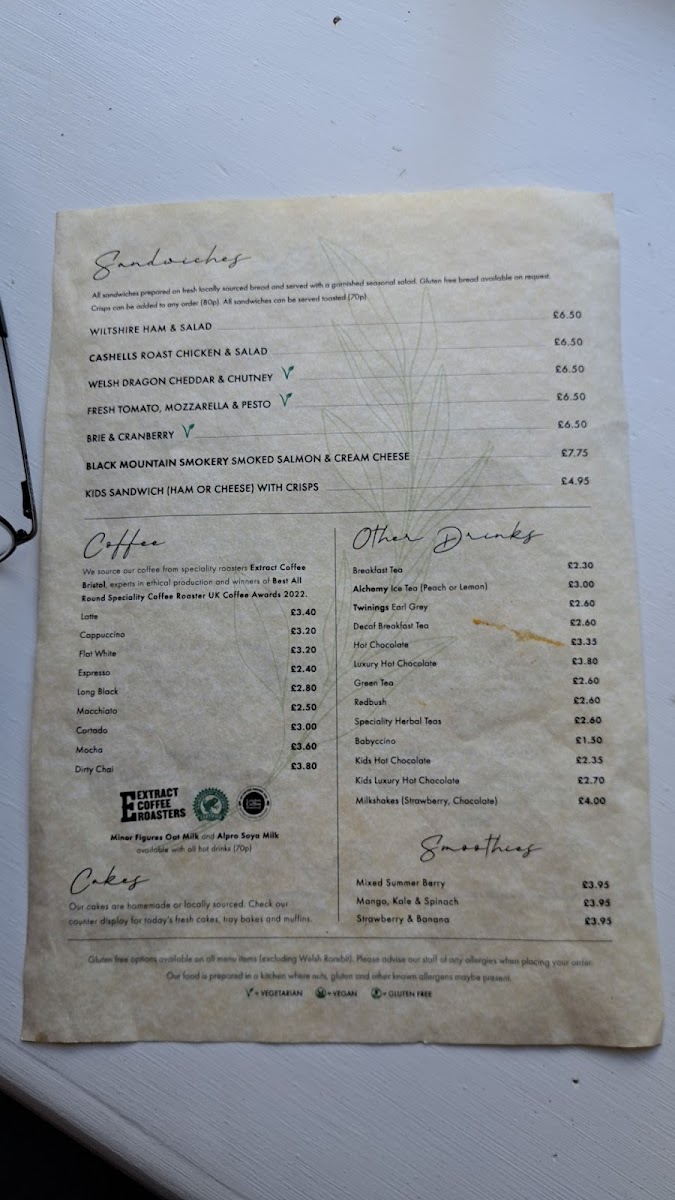 Sandwiches
All sandwiches prepared on fresh locally sourced bread and served with a garnished seasonal salad. Gluten free bread available on request.
Crisps can be added to any order (80p). All sandwiches can be served toasted (70p)
WILTSHIRE HAM & SALAD £6.50
CASHELLS ROAST CHICKEN & SALAD £6.50
WELSH DRAGON CHEDDAR & CHUTNEY V £6.50
FRESH TOMATO, MOZZARELLA & PESTO V £6.50
BRIE & CRANBERRY V £6.50
BLACK MOUNTAIN SMOKERY SMOKED SALMON & CREAM CHEESE £7.75
KIDS SANDWICH (HAM OR CHEESE) WITH CRISPS £4.95
Coffee
We source our coffee from speciality roasters Extract Coffee
Bristol, experts in ethical production and winners of Best All
Round Speciality Coffee Roaster UK Coffee Awards 2022.
Latte £3.40
Cappuccino £3.20
Flat White £3.20
Espresso £2.40
Long Black £2.80
Macchiato £2.50
Cortado £3.00
Mocha £3.60
Dirty Chai £3.80
EXTRACT
COFFEE
ROASTERS
Minor Figures Oat Milk and Alpro Soya Milk
available with all hot drinks (70p)
Cakes
Our cakes are homemade or locally sourced. Check our
counter display for today's fresh cakes, tray bakes and muffins.
Other Drinks
Breakfast Tea £2.30
Alchemy Ice Tea (Peach or Lemon) £3.00
Twinings Earl Grey £2.60
Decaf Breakfast Tea £2.60
Hot Chocolate £3.35
Luxury Hot Chocolate £3.80
Green Tea £2.60
Redbush £2.60
Speciality Herbal Teas £2.60
Babyccino £1.50
Kids Hot Chocolate £2.35
Kids Luxury Hot Chocolate £2.70
Milkshakes (Strawberry, Chocolate) £4.00
Smoothies
Mixed Summer Berry £3.95
Mango, Kale & Spinach £3.95
Strawberry & Banana £3.95
Gluten free options available on all menu items (excluding Welsh Rarebit). Please advise our staff of any allergies when placing your order.
Our food is prepared in a kitchen where nuts, gluten and other known allergens maybe present.
V = VEGETARIAN = VEGAN = GLUTEN FREE